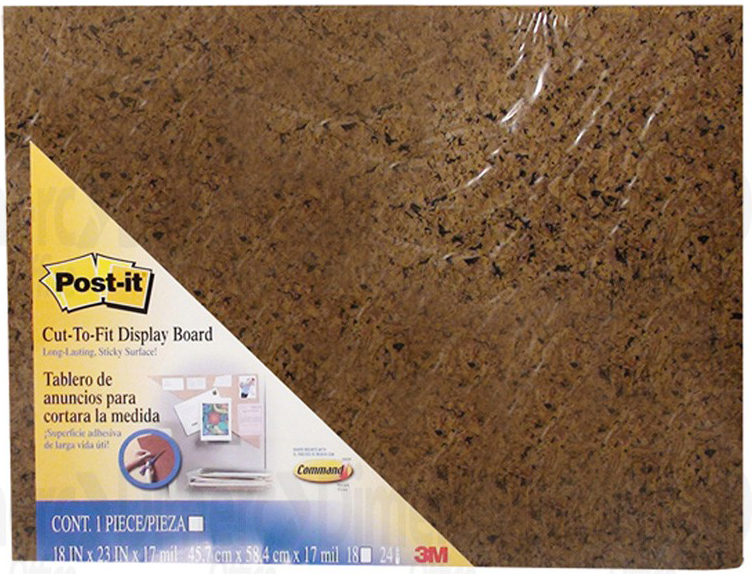 Post-it
Cut-To-Fit Display Board
Long-Lasting, Sticky Surface!
Tablero de
anuncios para
cortara la medida
¡Superficie adhesiva
de larga vida útil!
Command
CONT. 1 PIECE/PIEZA
18 IN x 23 IN x 17 mil 45,7 cm x 58,4 cm x 17 mil 18 24
3M